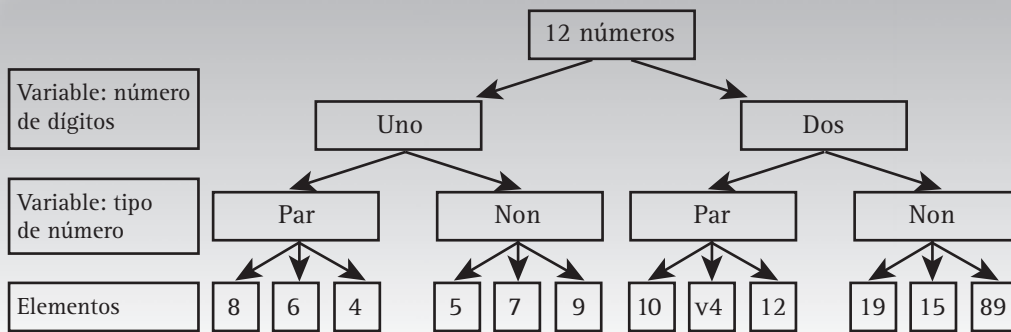 12 números
Variable: número
de dígitos
Uno
Dos
Variable: tipo
de número
Par
Non
Par
Non
Elementos
8
6
4
5
7
9
10
v4
12
19
15
89